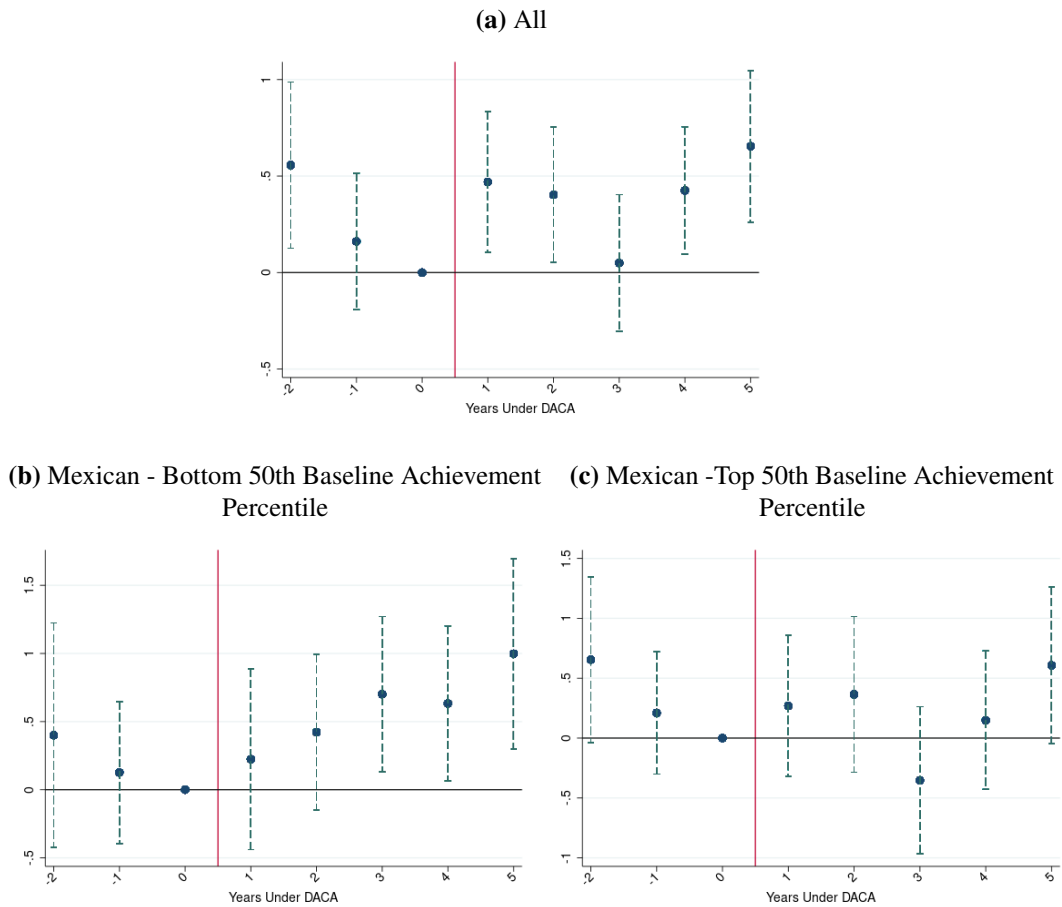 (a) All
1
.5
0
-.5
-2 -1 0 1 2 3 4 5
Years Under DACA
(b) Mexican - Bottom 50th Baseline Achievement
Percentile
1.5
1
.5
0
-.5
-2 -1 0 1 2 3 4 5
Years Under DACA
(c) Mexican -Top 50th Baseline Achievement
Percentile
1.5
1
.5
0
-.5
-1
-2 -1 0 1 2 3 4 5
Years Under DACA